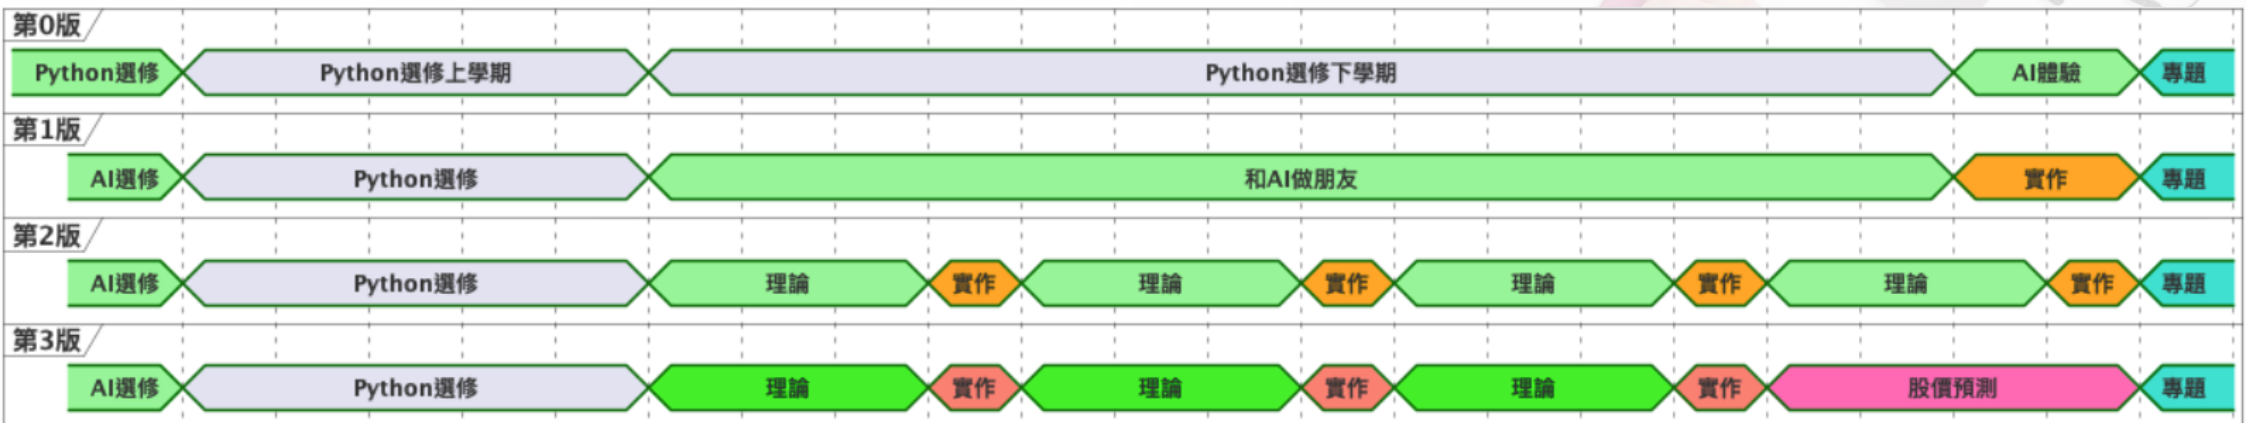 第0版
Python選修 Python選修上學期 Python選修下學期 AI體驗 專題
第1版
AI選修 Python選修 和AI做朋友 實作 專題
第2版
AI選修 Python選修 理論 實作 理論 實作 理論 實作 理論 實作 專題
第3版
AI選修 Python選修 理論 實作 理論 實作 理論 實作 股價預測 專題